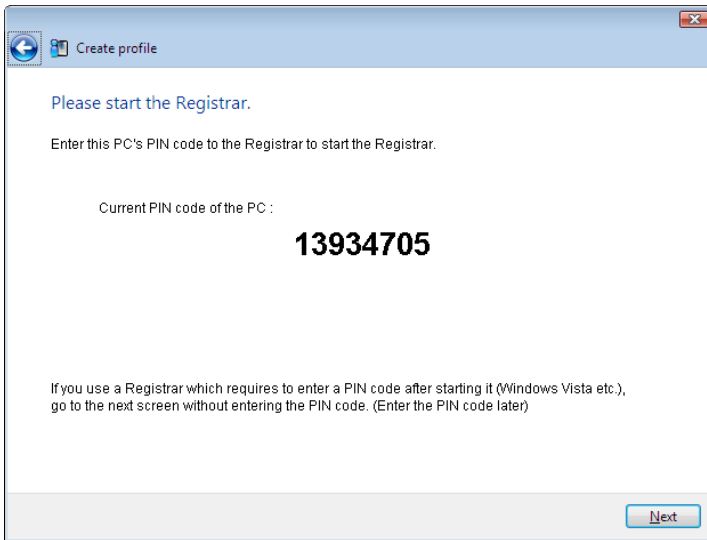 Create profile
Please start the Registrar.
Enter this PC's PIN code to the Registrar to start the Registrar.
Current PIN code of the PC :
13934705
If you use a Registrar which requires to enter a PIN code after starting it (Windows Vista etc.),
go to the next screen without entering the PIN code. (Enter the PIN code later)
Next